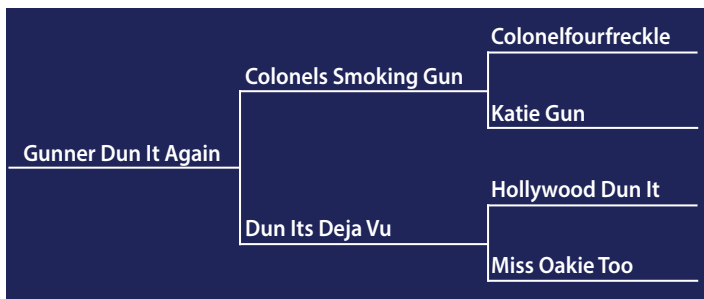 Colonelfourfreckle
Colonels Smoking Gun
Katie Gun
Gunner Dun It Again
Hollywood Dun It
Dun Its Deja Vu
Miss Oakie Too